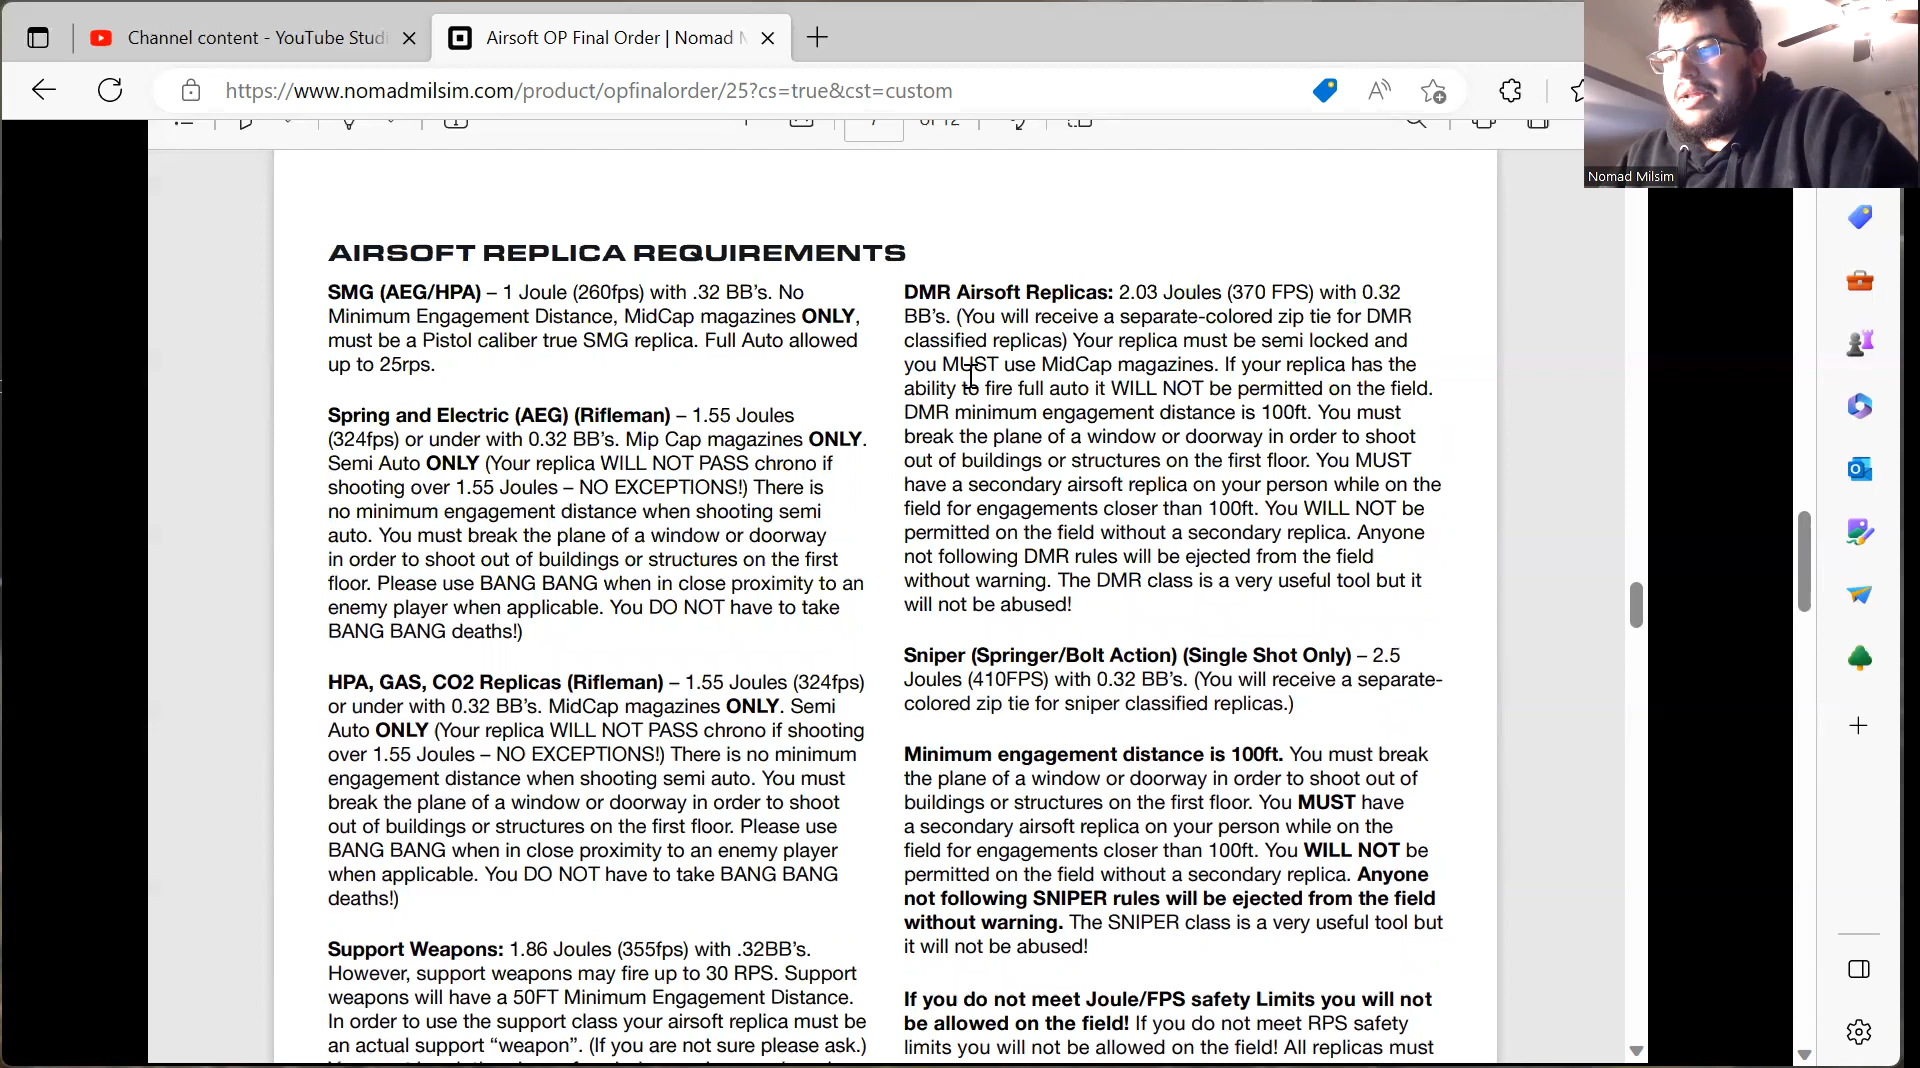 Channel content - YouTube Studi
Airsoft OP Final Order | Nomad
https://www.nomadmilsim.com/product/opfinalorder/25?cs=true&cst=custom
Nomad Milsim
AIRSOFT REPLICA REQUIREMENTS
SMG (AEG/HPA) – 1 Joule (260fps) with .32 BB's. No
Minimum Engagement Distance, MidCap magazines ONLY,
must be a Pistol caliber true SMG replica. Full Auto allowed
up to 25rps.
Spring and Electric (AEG) (Rifleman) – 1.55 Joules
(324fps) or under with 0.32 BB's. Mip Cap magazines ONLY.
Semi Auto ONLY (Your replica WILL NOT PASS chrono if
shooting over 1.55 Joules – NO EXCEPTIONS!) There is
no minimum engagement distance when shooting semi
auto. You must break the plane of a window or doorway
in order to shoot out of buildings or structures on the first
floor. Please use BANG BANG when in close proximity to an
enemy player when applicable. You DO NOT have to take
BANG BANG deaths!)
HPA, GAS, CO2 Replicas (Rifleman) – 1.55 Joules (324fps)
or under with 0.32 BB's. MidCap magazines ONLY. Semi
Auto ONLY (Your replica WILL NOT PASS chrono if shooting
over 1.55 Joules – NO EXCEPTIONS!) There is no minimum
engagement distance when shooting semi auto. You must
break the plane of a window or doorway in order to shoot
out of buildings or structures on the first floor. Please use
BANG BANG when in close proximity to an enemy player
when applicable. You DO NOT have to take BANG BANG
deaths!)
Support Weapons: 1.86 Joules (355fps) with .32BB's.
However, support weapons may fire up to 30 RPS. Support
weapons will have a 50FT Minimum Engagement Distance.
In order to use the support class your airsoft replica must be
an actual support “weapon”. (If you are not sure please ask.)
DMR Airsoft Replicas: 2.03 Joules (370 FPS) with 0.32
BB's. (You will receive a separate-colored zip tie for DMR
classified replicas) Your replica must be semi locked and
you MUST use MidCap magazines. If your replica has the
ability to fire full auto it WILL NOT be permitted on the field.
DMR minimum engagement distance is 100ft. You must
break the plane of a window or doorway in order to shoot
out of buildings or structures on the first floor. You MUST
have a secondary airsoft replica on your person while on the
field for engagements closer than 100ft. You WILL NOT be
permitted on the field without a secondary replica. Anyone
not following DMR rules will be ejected from the field
without warning. The DMR class is a very useful tool but it
will not be abused!
Sniper (Springer/Bolt Action) (Single Shot Only) – 2.5
Joules (410FPS) with 0.32 BB's. (You will receive a separate-
colored zip tie for sniper classified replicas.)
Minimum engagement distance is 100ft. You must break
the plane of a window or doorway in order to shoot out of
buildings or structures on the first floor. You MUST have
a secondary airsoft replica on your person while on the
field for engagements closer than 100ft. You WILL NOT be
permitted on the field without a secondary replica. Anyone
not following SNIPER rules will be ejected from the field
without warning. The SNIPER class is a very useful tool but
it will not be abused!
If you do not meet Joule/FPS safety Limits you will not
be allowed on the field! If you do not meet RPS safety
limits you will not be allowed on the field! All replicas must